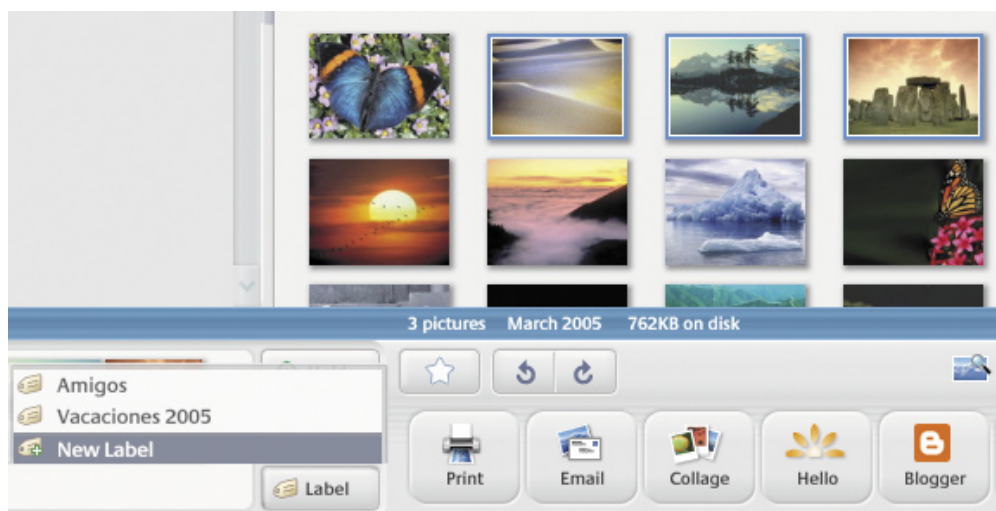 3 pictures March 2005 762KB on disk
Amigos
Vacaciones 2005
New Label
Label
Print Email Collage Hello Blogger